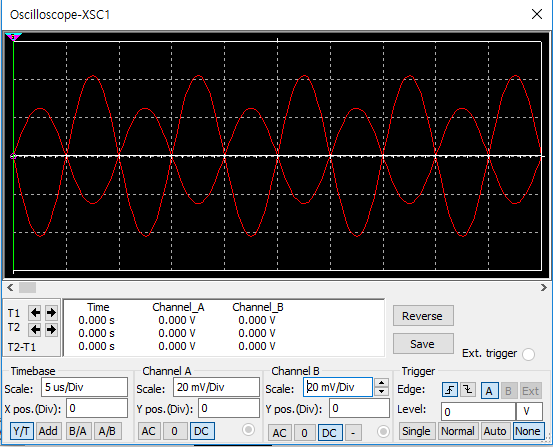 Oscilloscope-XSC1
T1
T2
T2-T1
Time Channel_A Channel_B
0.000 s 0.000 V 0.000 V
0.000 s 0.000 V 0.000 V
0.000 s 0.000 V 0.000 V
Reverse
Save
Ext. trigger
Timebase
Scale: 5 us/Div
X pos.(Div): 0
Y/T Add B/A A/B
Channel A
Scale: 20 mV/Div
Y pos.(Div): 0
AC 0 DC
Channel B
Scale: 20 mV/Div
Y pos.(Div): 0
AC 0 DC -
Trigger
Edge: A B Ext
Level: 0 V
Single Normal Auto None